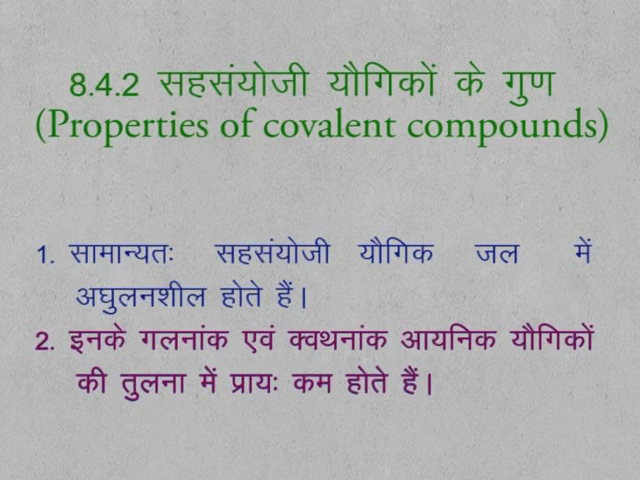 8.4.2 सहसंयोजी यौगिकों के गुण
(Properties of covalent compounds)
1. सामान्यतः सहसंयोजी यौगिक जल में
अघुलनशील होते हैं।
2. इनके गलनांक एवं क्वथनांक आयनिक यौगिकों
की तुलना में प्रायः कम होते हैं।